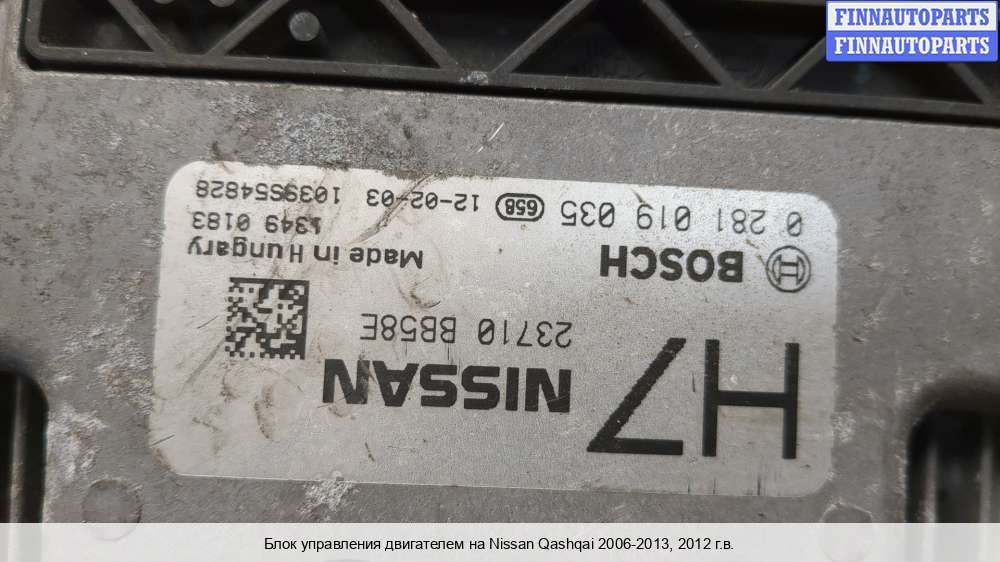 FINNAUTOPARTS
FINNAUTOPARTS
H7
NISSAN
23710 BB58E
BOSCH
Made in Hungary
1349 0183
0 281 019 035 65B 12-02-03 1039S54828
Блок управления двигателем на Nissan Qashqai 2006-2013, 2012 г.в.